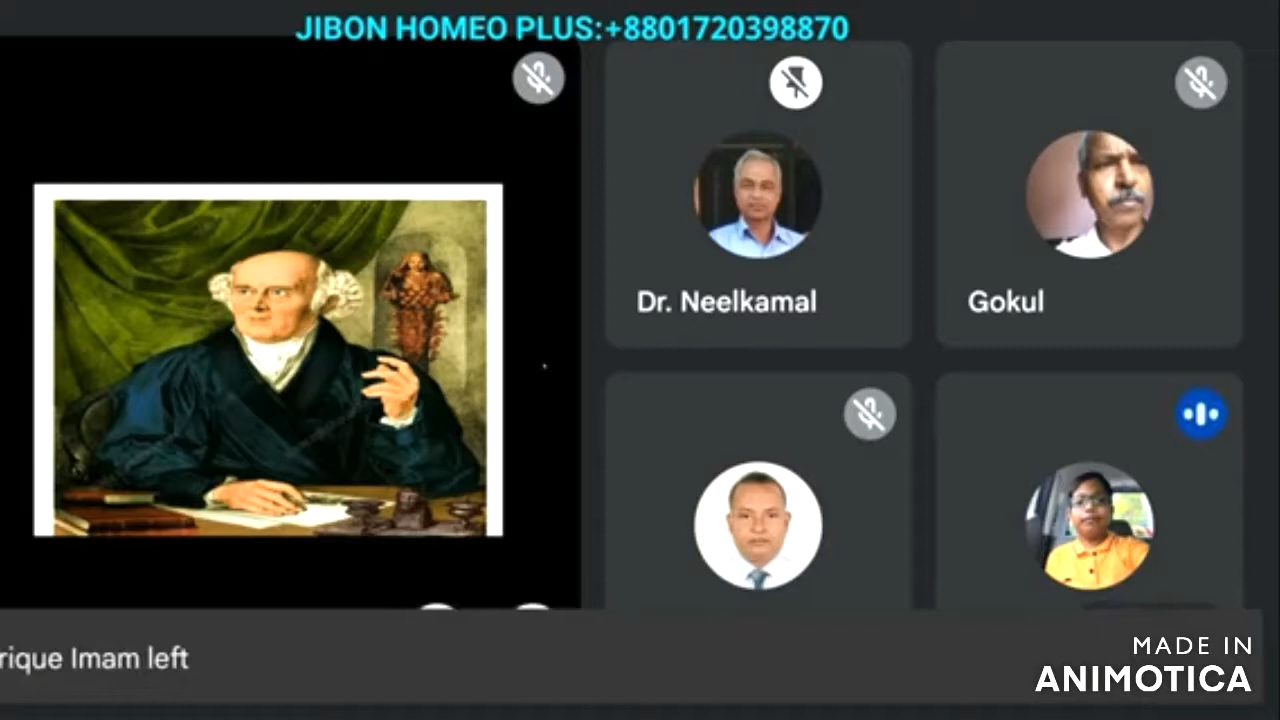 JIBON HOMEO PLUS:+8801720398870
Dr. Neelkamal
Gokul
rique Imam left
MADE IN
ANIMOTICA